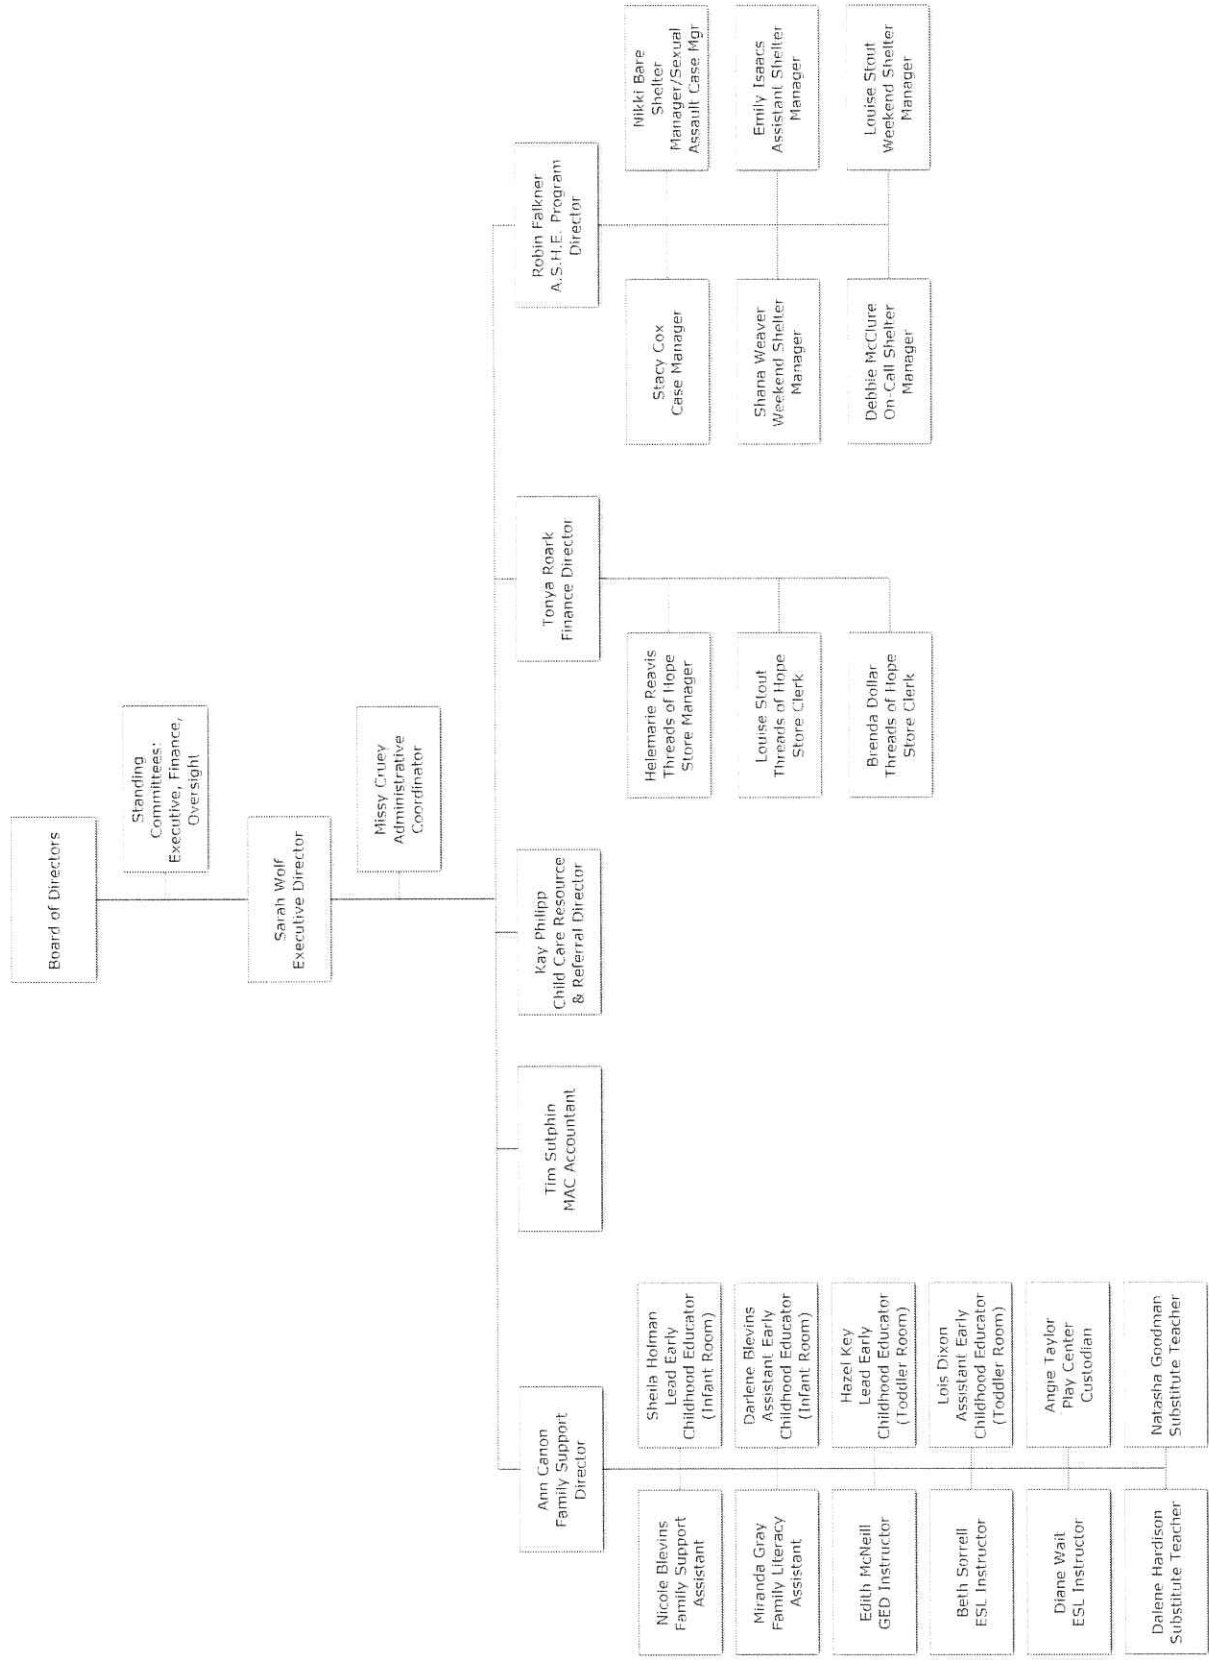 Board of Directors
Standing
Committees:
Executive, Finance,
Oversight
Sarah Wolf
Executive Director
Missy Cruey
Administrative
Coordinator
Ann Canon
Family Support
Director
Tim Sutphin
MAC Accountant
Kay Philipp
Child Care Resource
& Referral Director
Tonya Roark
Finance Director
Robin Falkner
A.S.H.E. Program
Director
Nicole Blevins
Family Support
Assistant
Sheila Holman
Lead Early
Childhood Educator
(Infant Room)
Miranda Gray
Family Literacy
Assistant
Darlene Blevins
Assistant Early
Childhood Educator
(Infant Room)
Edith McNeill
GED Instructor
Hazel Key
Lead Early
Childhood Educator
(Toddler Room)
Beth Sorrell
ESL Instructor
Lois Dixon
Assistant Early
Childhood Educator
(Toddler Room)
Diane Wait
ESL Instructor
Angie Taylor
Play Center
Custodian
Dalene Hardison
Substitute Teacher
Natasha Goodman
Substitute Teacher
Helemarie Reavis
Threads of Hope
Store Manager
Louise Stout
Threads of Hope
Store Clerk
Brenda Dollar
Threads of Hope
Store Clerk
Stacy Cox
Case Manager
Nikki Bare
Shelter
Manager/Sexual
Assault Case Mgr
Shana Weaver
Weekend Shelter
Manager
Emily Isaacs
Assistant Shelter
Manager
Debbie McClure
On-Call Shelter
Manager
Louise Stout
Weekend Shelter
Manager